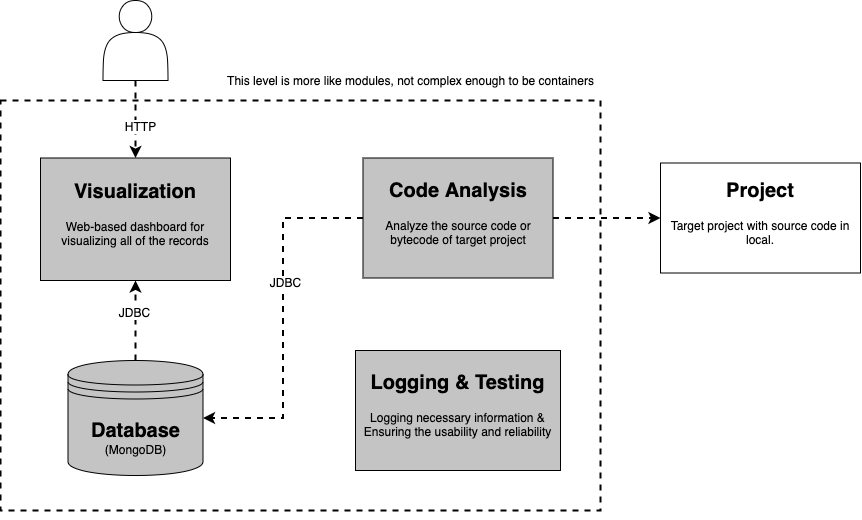 This level is more like modules, not complex enough to be containers
HTTP
Visualization
Web-based dashboard for
visualizing all of the records
Code Analysis
Analyze the source code or
bytecode of target project
Project
Target project with source code in
local.
JDBC
JDBC
Database
(MongoDB)
Logging & Testing
Logging necessary information &
Ensuring the usability and reliability